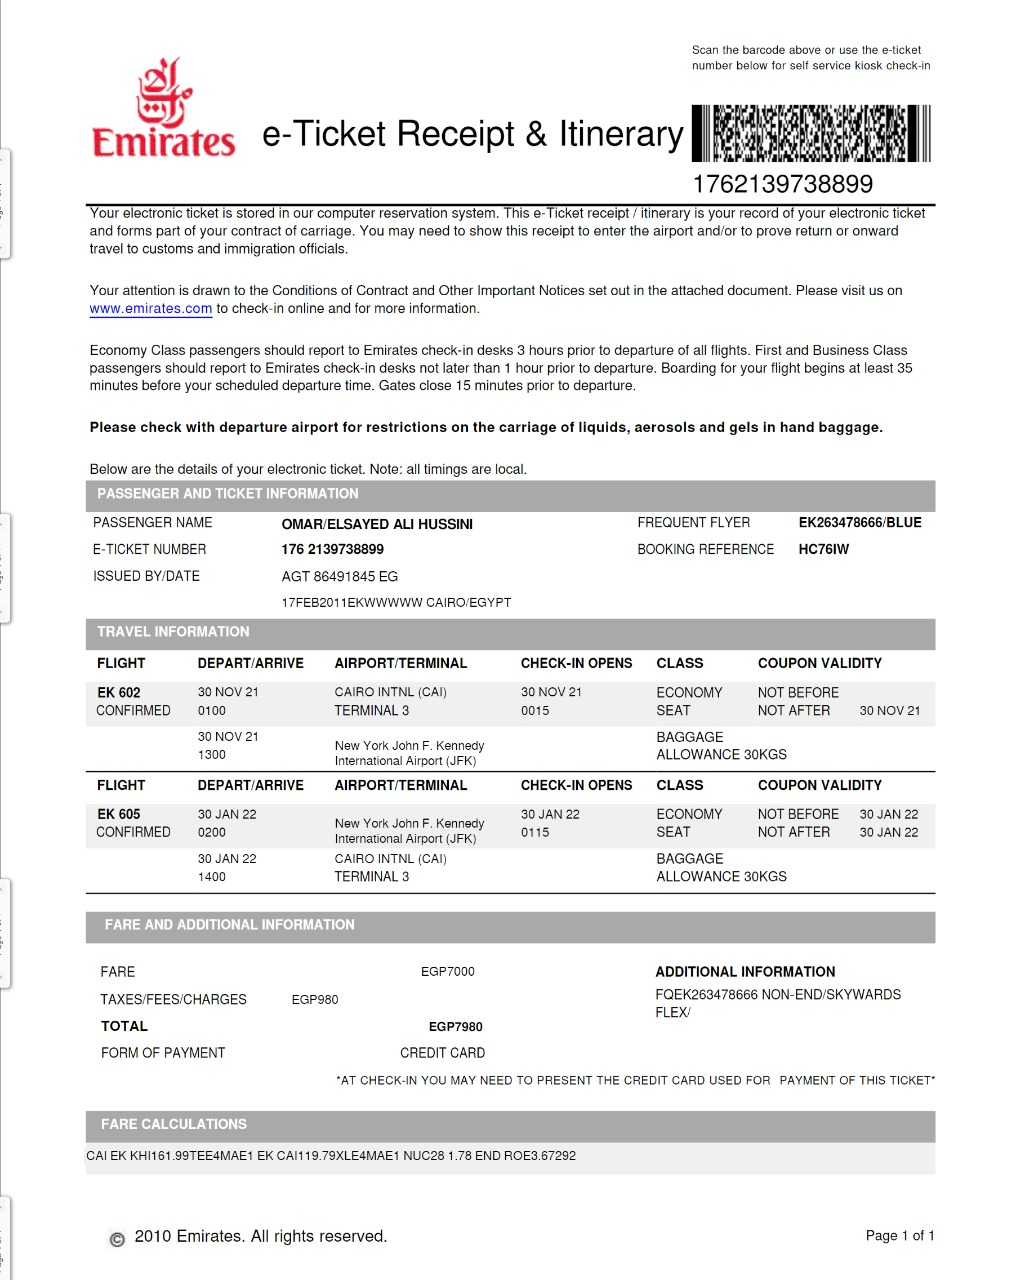 Scan the barcode above or use the e-ticket
number below for self service kiosk check-in
Emirates
e-Ticket Receipt & Itinerary
1762139738899
Your electronic ticket is stored in our computer reservation system. This e-Ticket receipt / itinerary is your record of your electronic ticket
and forms part of your contract of carriage. You may need to show this receipt to enter the airport and/or to prove return or onward
travel to customs and immigration officials.
Your attention is drawn to the Conditions of Contract and Other Important Notices set out in the attached document. Please visit us on
www.emirates.com to check-in online and for more information.
Economy Class passengers should report to Emirates check-in desks 3 hours prior to departure of all flights. First and Business Class
passengers should report to Emirates check-in desks not later than 1 hour prior to departure. Boarding for your flight begins at least 35
minutes before your scheduled departure time. Gates close 15 minutes prior to departure.
Please check with departure airport for restrictions on the carriage of liquids, aerosols and gels in hand baggage.
Below are the details of your electronic ticket. Note: all timings are local.
PASSENGER AND TICKET INFORMATION
PASSENGER NAME OMAR/ELSAYED ALI HUSSINI FREQUENT FLYER EK263478666/BLUE
E-TICKET NUMBER 176 2139738899 BOOKING REFERENCE HC76IW
ISSUED BY/DATE AGT 86491845 EG
17FEB2011EKWWWWW CAIRO/EGYPT
TRAVEL INFORMATION
FLIGHT DEPART/ARRIVE AIRPORT/TERMINAL CHECK-IN OPENS CLASS COUPON VALIDITY
EK 602 30 NOV 21 CAIRO INTNL (CAI) 30 NOV 21 ECONOMY NOT BEFORE
CONFIRMED 0100 TERMINAL 3 0015 SEAT NOT AFTER 30 NOV 21
30 NOV 21 New York John F. Kennedy BAGGAGE
1300 International Airport (JFK) ALLOWANCE 30KGS
FLIGHT DEPART/ARRIVE AIRPORT/TERMINAL CHECK-IN OPENS CLASS COUPON VALIDITY
EK 605 30 JAN 22 New York John F. Kennedy 30 JAN 22 ECONOMY NOT BEFORE 30 JAN 22
CONFIRMED 0200 International Airport (JFK) 0115 SEAT NOT AFTER 30 JAN 22
30 JAN 22 CAIRO INTNL (CAI) BAGGAGE
1400 TERMINAL 3 ALLOWANCE 30KGS
FARE AND ADDITIONAL INFORMATION
FARE EGP7000 ADDITIONAL INFORMATION
TAXES/FEES/CHARGES EGP980 FQEK263478666 NON-END/SKYWARDS
FLEX/
TOTAL EGP7980
FORM OF PAYMENT CREDIT CARD
*AT CHECK-IN YOU MAY NEED TO PRESENT THE CREDIT CARD USED FOR PAYMENT OF THIS TICKET*
FARE CALCULATIONS
CAI EK KHI161.99TEE4MAE1 EK CAI119.79XLE4MAE1 NUC28 1.78 END ROE3.67292
© 2010 Emirates. All rights reserved. Page 1 of 1